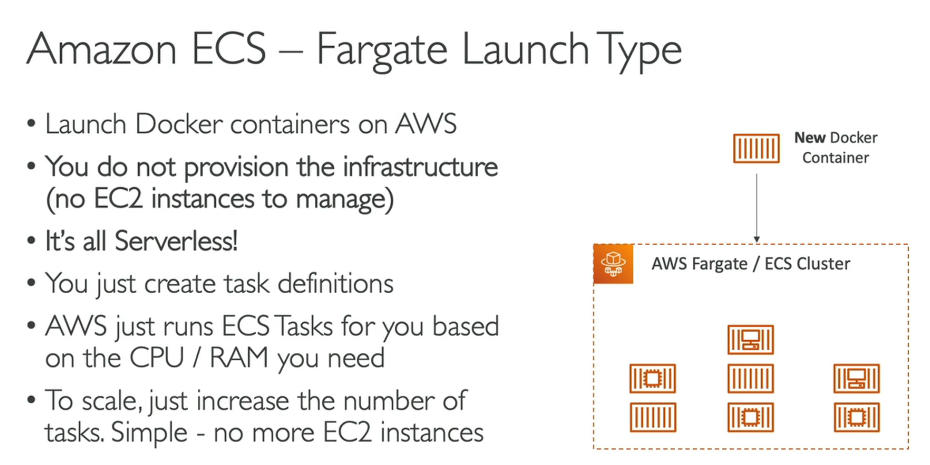 Amazon ECS – Fargate Launch Type
• Launch Docker containers on AWS
• You do not provision the infrastructure
(no EC2 instances to manage)
• It's all Serverless!
• You just create task definitions
• AWS just runs ECS Tasks for you based
on the CPU / RAM you need
• To scale, just increase the number of
tasks. Simple - no more EC2 instances
New Docker
Container
AWS Fargate / ECS Cluster